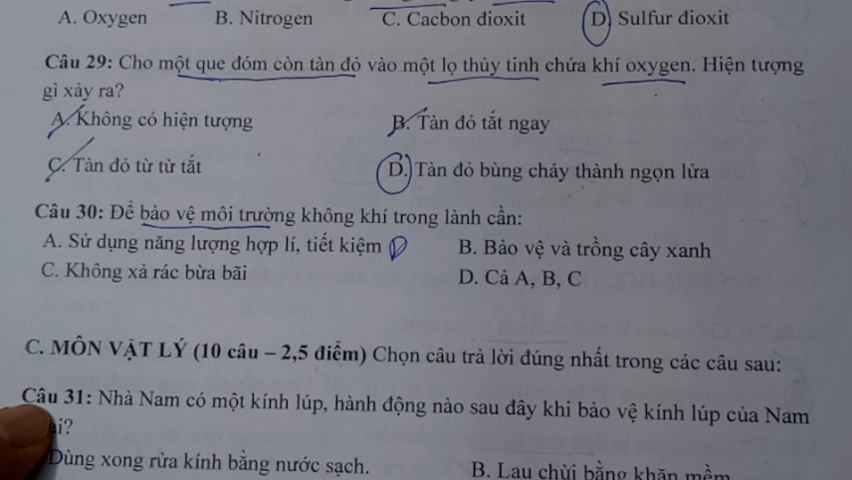 A. Oxygen B. Nitrogen C. Cacbon đioxit D. Sulfur đioxit
Câu 29: Cho một que đóm còn tàn đỏ vào một lọ thủy tinh chứa khí oxygen. Hiện tượng
gì xảy ra?
A. Không có hiện tượng B. Tàn đỏ tắt ngay
C. Tàn đỏ từ từ tắt D. Tàn đỏ bùng cháy thành ngọn lửa
Câu 30: Để bảo vệ môi trường không khí trong lành cần:
A. Sử dụng năng lượng hợp lí, tiết kiệm B. Bảo vệ và trồng cây xanh
C. Không xả rác bừa bãi D. Cả A, B, C
C. MÔN VẬT LÝ (10 câu – 2,5 điểm) Chọn câu trả lời đúng nhất trong các câu sau:
Câu 31: Nhà Nam có một kính lúp, hành động nào sau đây khi bảo vệ kính lúp của Nam
Dùng xong rửa kính bằng nước sạch. B. Lau chùi bằng khăn mềm